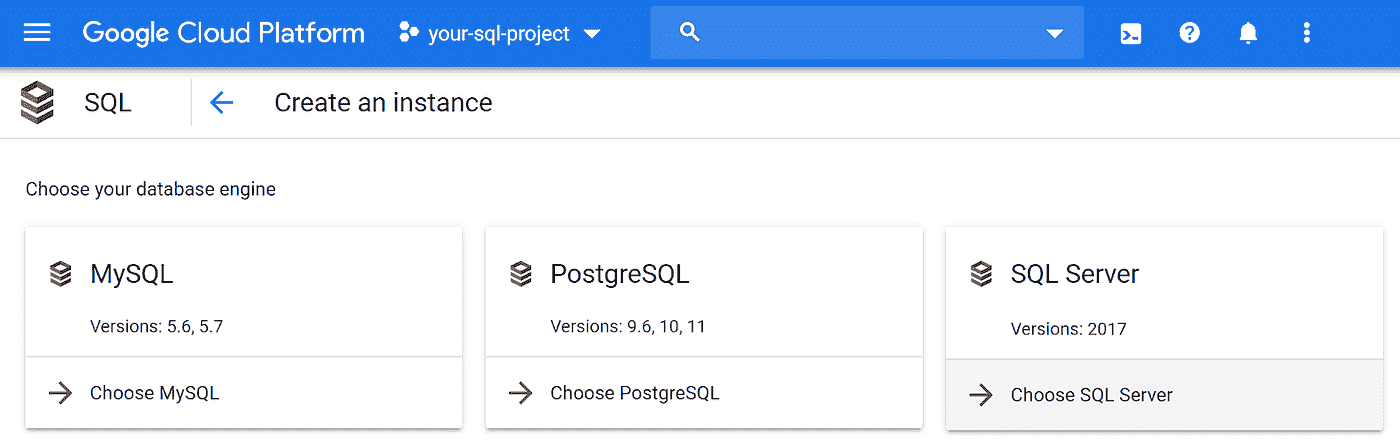 Google Cloud Platform your-sql-project
SQL Create an instance
Choose your database engine
MySQL
Versions: 5.6, 5.7
Choose MySQL
PostgreSQL
Versions: 9.6, 10, 11
Choose PostgreSQL
SQL Server
Versions: 2017
Choose SQL Server